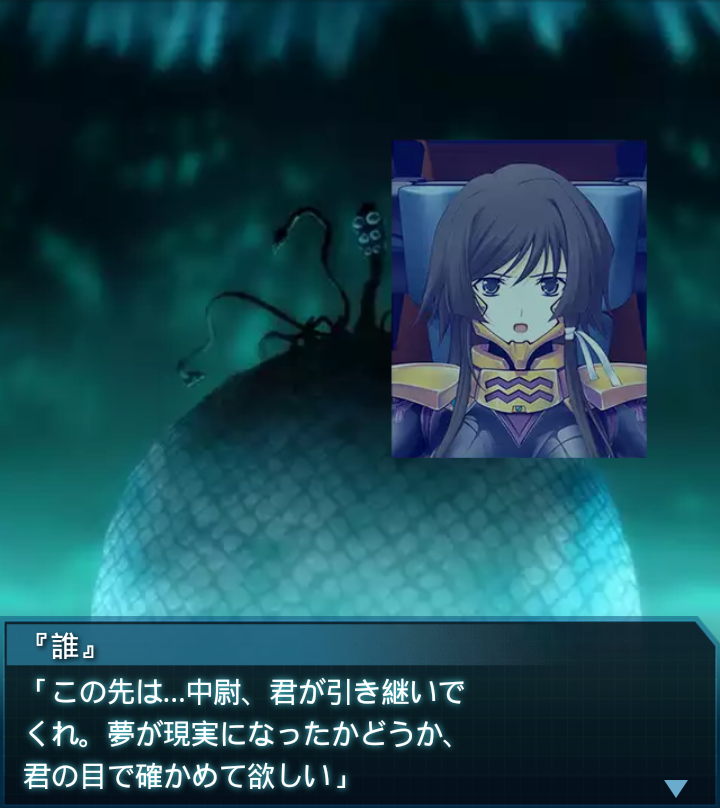 『誰』
「この先は…中尉、君が引き継いで
くれ。夢が現実になったかどうか、
君の目で確かめて欲しい」